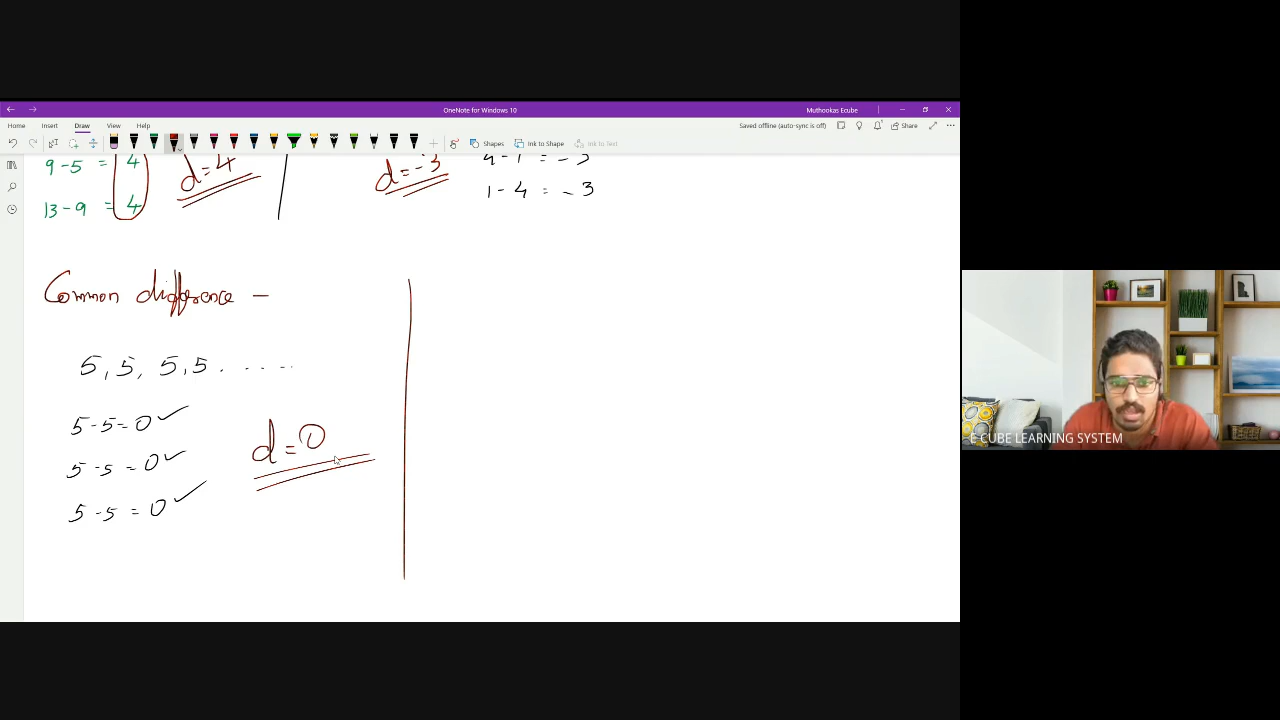 OneNote for Windows 10
Muthookas Ecube
Home Insert Draw View Help
Saved offline (auto-sync is off)
Share
Shapes
Ink to Shape
Ink to Text
9 - 5 = 4
d = 4
13 - 9 = 4
d = -3
1 - 4 = - 3
Common difference –
5, 5, 5, 5 . . . . .
5 - 5 = 0 ✓
5 - 5 = 0 ✓
5 - 5 = 0 ✓
d = 0
E CUBE LEARNING SYSTEM